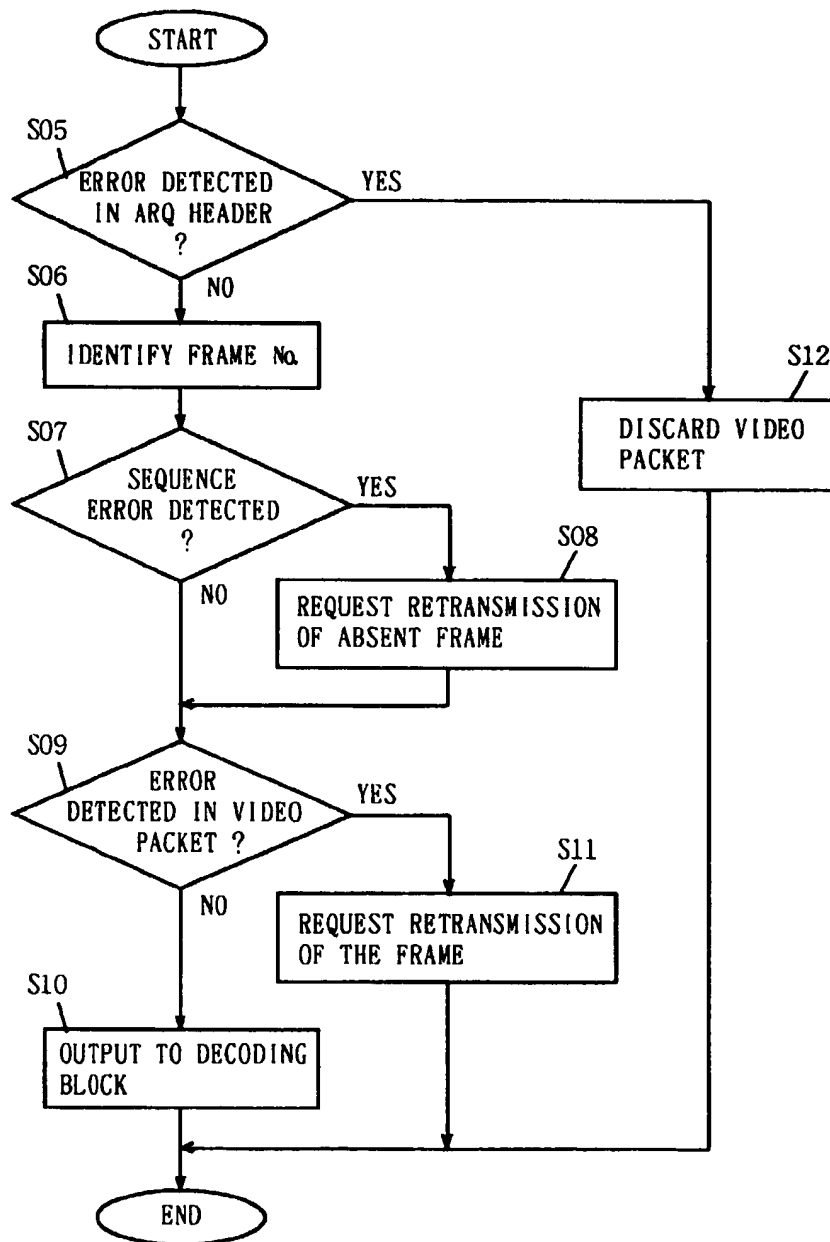 START
S05
ERROR DETECTED
IN ARQ HEADER
?
YES
NO
S06
IDENTIFY FRAME No.
S12
DISCARD VIDEO
PACKET
S07
SEQUENCE
ERROR DETECTED
?
YES
NO
S08
REQUEST RETRANSMISSION
OF ABSENT FRAME
S09
ERROR
DETECTED IN VIDEO
PACKET ?
YES
NO
S11
REQUEST RETRANSMISSION
OF THE FRAME
S10
OUTPUT TO DECODING
BLOCK
END